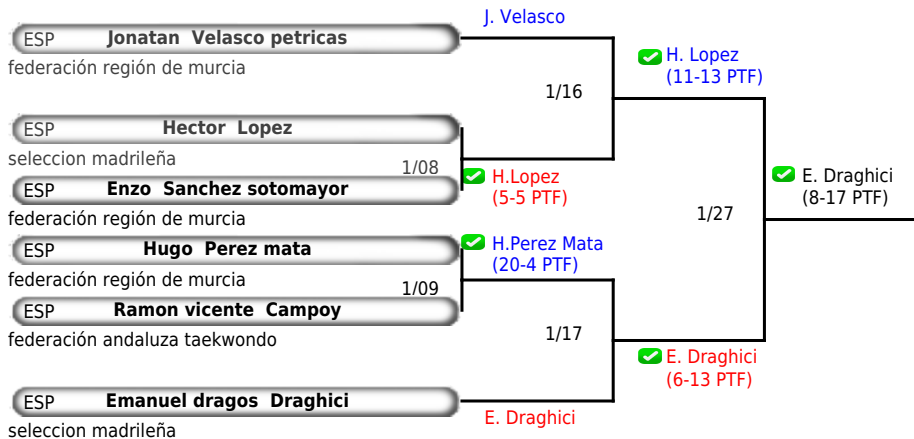 J. Velasco
ESP Jonatan Velasco petricas
federación región de murcia
H. Lopez
(11-13 PTF)
1/16
ESP Hector Lopez
seleccion madrileña
1/08
H.Lopez
(5-5 PTF)
ESP Enzo Sanchez sotomayor
federación región de murcia
E. Draghici
(8-17 PTF)
1/27
ESP Hugo Perez mata
federación región de murcia
H.Perez Mata
(20-4 PTF)
1/09
ESP Ramon vicente Campoy
federación andaluza taekwondo
1/17
E. Draghici
(6-13 PTF)
ESP Emanuel dragos Draghici
seleccion madrileña
E. Draghici